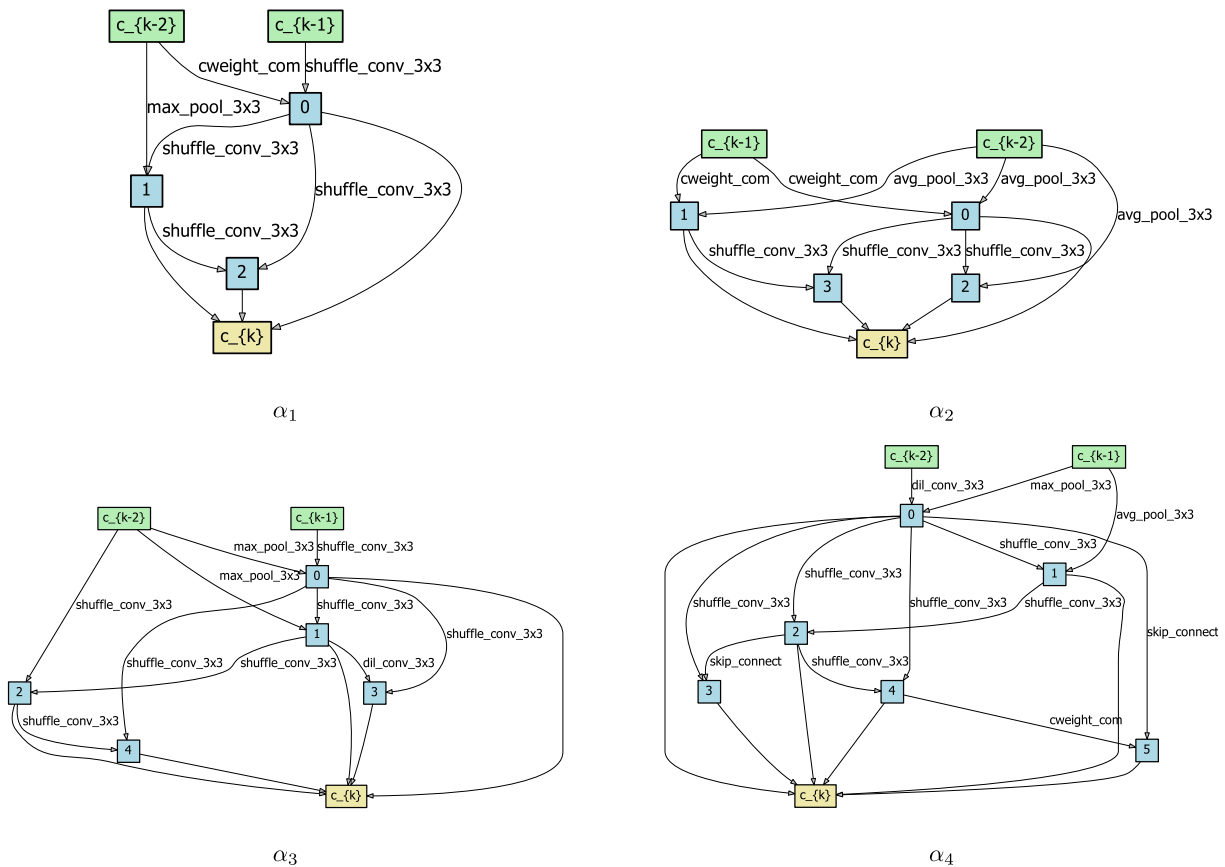 c_{k-2} c_{k-1}
cweight_com shuffle_conv_3x3
max_pool_3x3 0
shuffle_conv_3x3
1 shuffle_conv_3x3
shuffle_conv_3x3
2
c_{k}
α1
c_{k-1} c_{k-2}
cweight_com cweight_com avg_pool_3x3 avg_pool_3x3
1 0 avg_pool_3x3
shuffle_conv_3x3 shuffle_conv_3x3 shuffle_conv_3x3
3 2
c_{k}
α2
c_{k-2} c_{k-1}
max_pool_3x3 shuffle_conv_3x3
max_pool_3x3 0
shuffle_conv_3x3 shuffle_conv_3x3
1 shuffle_conv_3x3
shuffle_conv_3x3 shuffle_conv_3x3 dil_conv_3x3
2 3
shuffle_conv_3x3
4
c_{k}
α3
c_{k-2} c_{k-1}
dil_conv_3x3 max_pool_3x3
0 avg_pool_3x3
shuffle_conv_3x3
shuffle_conv_3x3 1
shuffle_conv_3x3 shuffle_conv_3x3 shuffle_conv_3x3
2 skip_connect
skip_connect shuffle_conv_3x3
3 4
cweight_com
5
c_{k}
α4